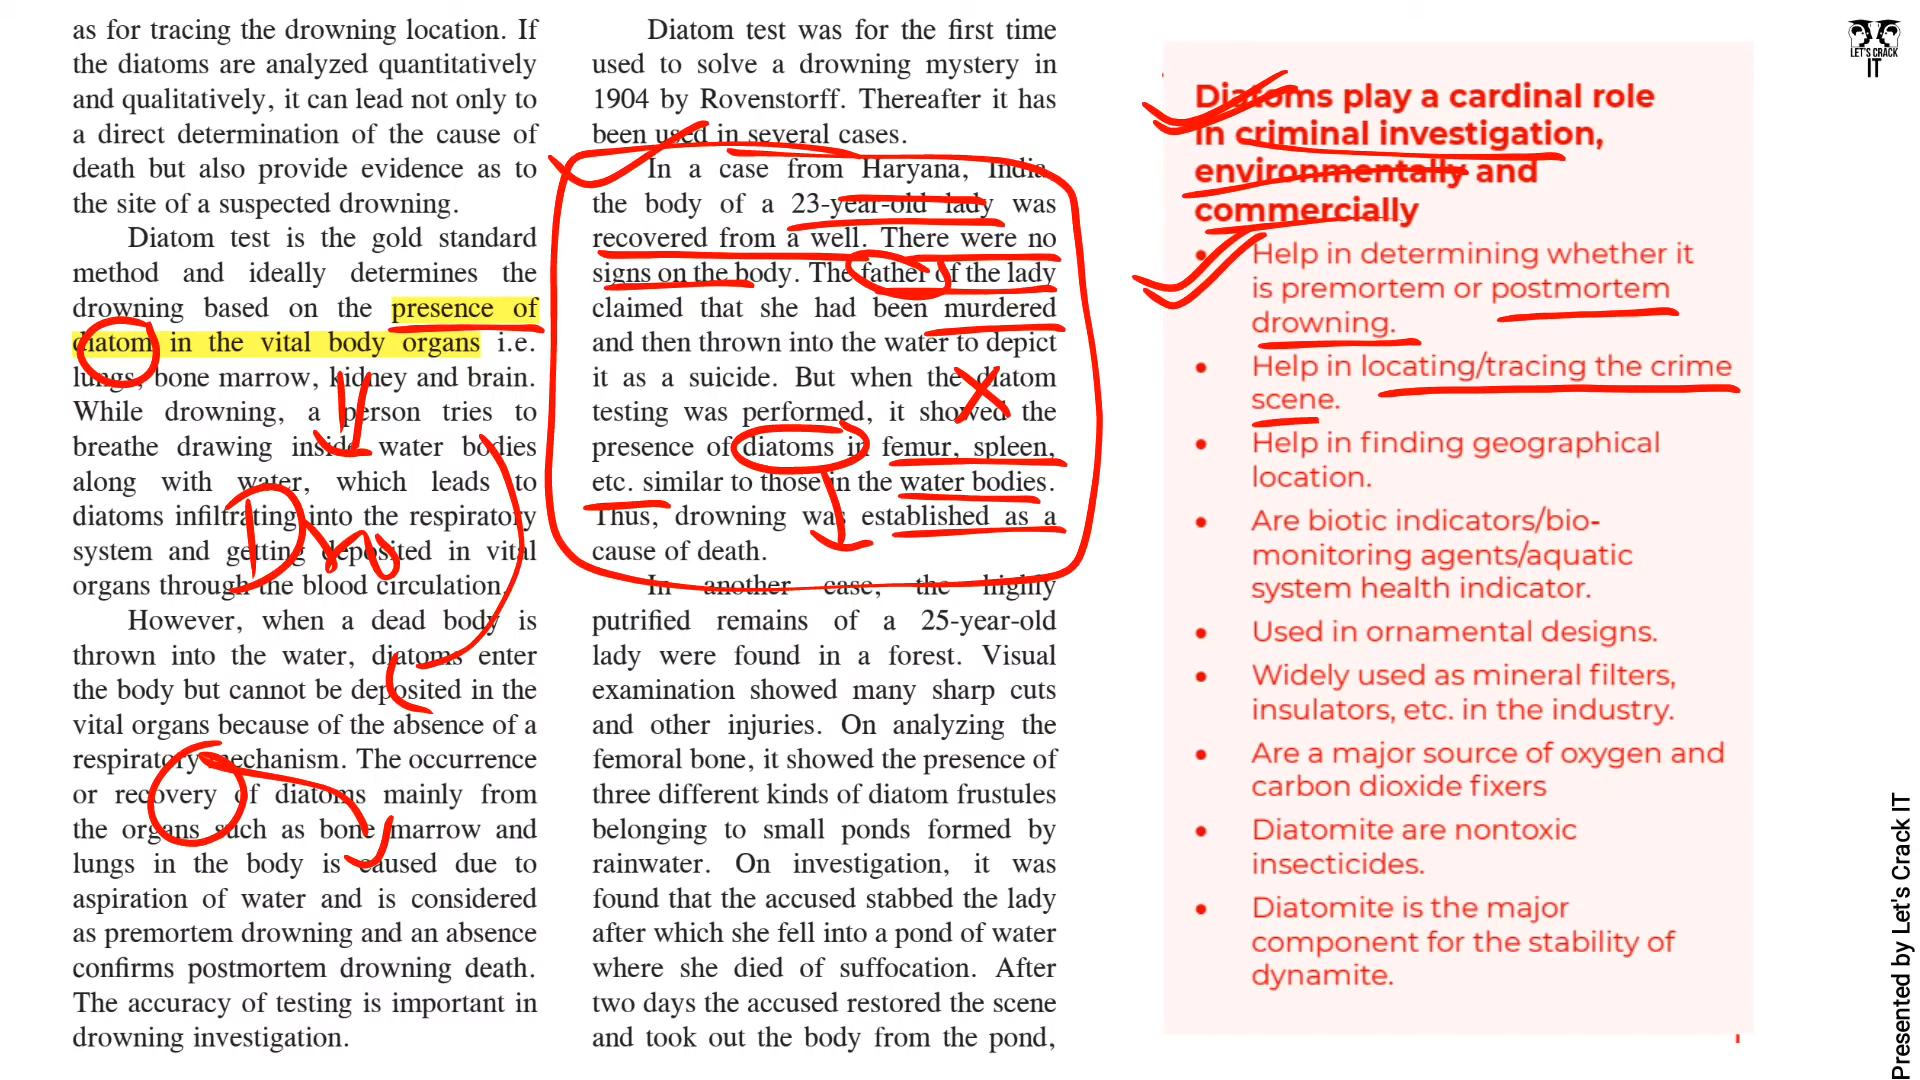 as for tracing the drowning location. If
the diatoms are analyzed quantitatively
and qualitatively, it can lead not only to
a direct determination of the cause of
death but also provide evidence as to
the site of a suspected drowning.
Diatom test is the gold standard
method and ideally determines the
drowning based on the presence of
diatom in the vital body organs i.e.
lungs, bone marrow, kidney and brain.
While drowning, a person tries to
breathe drawing inside water bodies
along with water, which leads to
diatoms infiltrating into the respiratory
system and getting deposited in vital
organs through the blood circulation.
However, when a dead body is
thrown into the water, diatoms enter
the body but cannot be deposited in the
vital organs because of the absence of a
respiratory mechanism. The occurrence
or recovery of diatoms mainly from
the organs such as bone marrow and
lungs in the body is caused due to
aspiration of water and is considered
as premortem drowning and an absence
confirms postmortem drowning death.
The accuracy of testing is important in
drowning investigation.
Diatom test was for the first time
used to solve a drowning mystery in
1904 by Rovenstorff. Thereafter it has
been used in several cases.
In a case from Haryana, India
the body of a 23-year-old lady was
recovered from a well. There were no
signs on the body. The father of the lady
claimed that she had been murdered
and then thrown into the water to depict
it as a suicide. But when the diatom
testing was performed, it showed the
presence of diatoms in femur, spleen,
etc. similar to those in the water bodies.
Thus, drowning was established as a
cause of death.
In another case, the highly
putrified remains of a 25-year-old
lady were found in a forest. Visual
examination showed many sharp cuts
and other injuries. On analyzing the
femoral bone, it showed the presence of
three different kinds of diatom frustules
belonging to small ponds formed by
rainwater. On investigation, it was
found that the accused stabbed the lady
after which she fell into a pond of water
where she died of suffocation. After
two days the accused restored the scene
and took out the body from the pond,
Diatoms play a cardinal role
in criminal investigation,
environmentally and
commercially
• Help in determining whether it
is premortem or postmortem
drowning.
• Help in locating/tracing the crime
scene.
• Help in finding geographical
location.
• Are biotic indicators/bio-
monitoring agents/aquatic
system health indicator.
• Used in ornamental designs.
• Widely used as mineral filters,
insulators, etc. in the industry.
• Are a major source of oxygen and
carbon dioxide fixers
• Diatomite are nontoxic
insecticides.
• Diatomite is the major
component for the stability of
dynamite.
LET'S CRACK
IT
Presented by Let's Crack IT